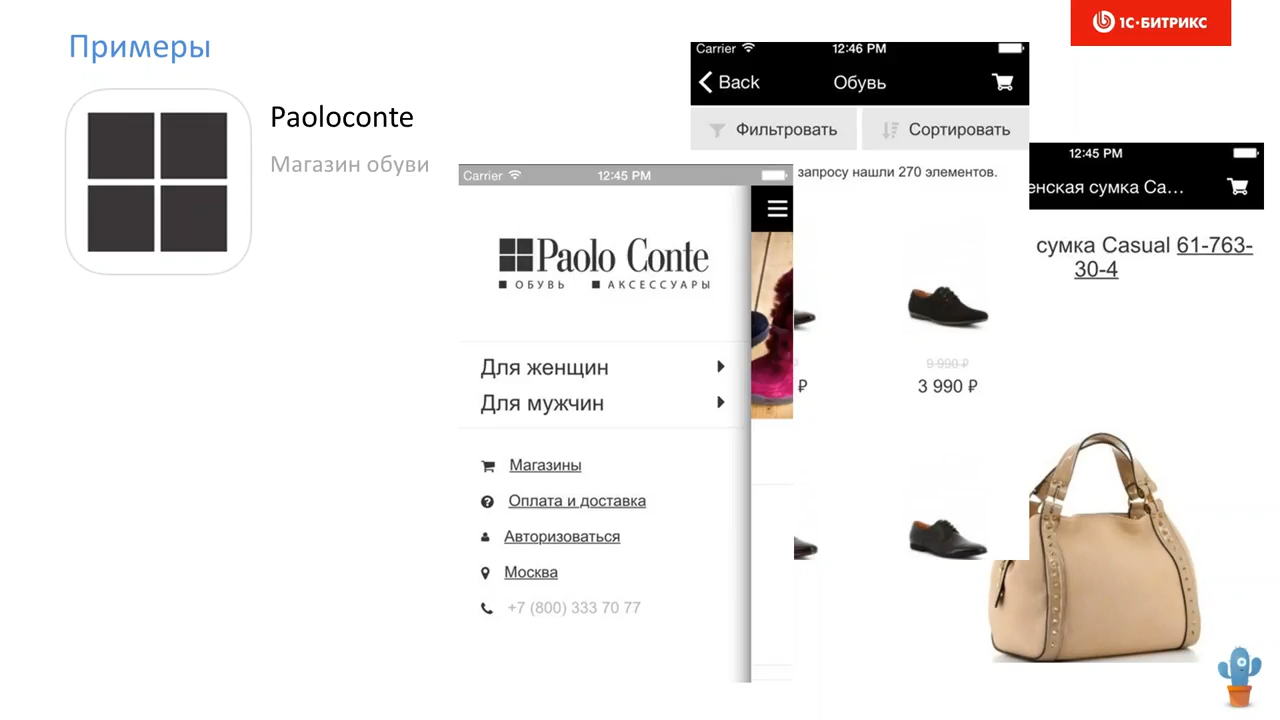 Примеры
1С·БИТРИКС
Paoloconte
Магазин обуви
Carrier 12:45 PM
Paolo Conte
ОБУВЬ АКСЕССУАРЫ
Для женщин
Для мужчин
Магазины
Оплата и доставка
Авторизоваться
Москва
+7 (800) 333 70 77
Carrier 12:46 PM
Back Обувь
Фильтровать Сортировать
запросу нашли 270 элементов.
9 990 ₽
₽ 3 990 ₽
12:45 PM
енская сумка Са...
сумка Casual 61-763-
30-4